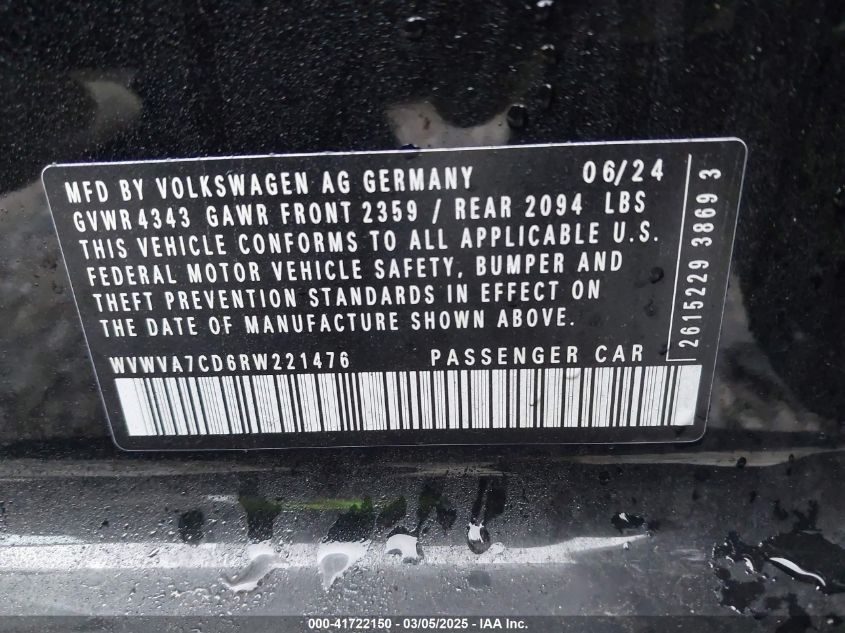 MFD BY VOLKSWAGEN AG GERMANY 06/24
GVWR 4343 GAWR FRONT 2359 / REAR 2094 LBS
THIS VEHICLE CONFORMS TO ALL APPLICABLE U.S.
FEDERAL MOTOR VEHICLE SAFETY, BUMPER AND
THEFT PREVENTION STANDARDS IN EFFECT ON
THE DATE OF MANUFACTURE SHOWN ABOVE.
WVWVA7CD6RW221476 PASSENGER CAR
2615229 3869 3
000-41722150 - 03/05/2025 - IAA Inc.